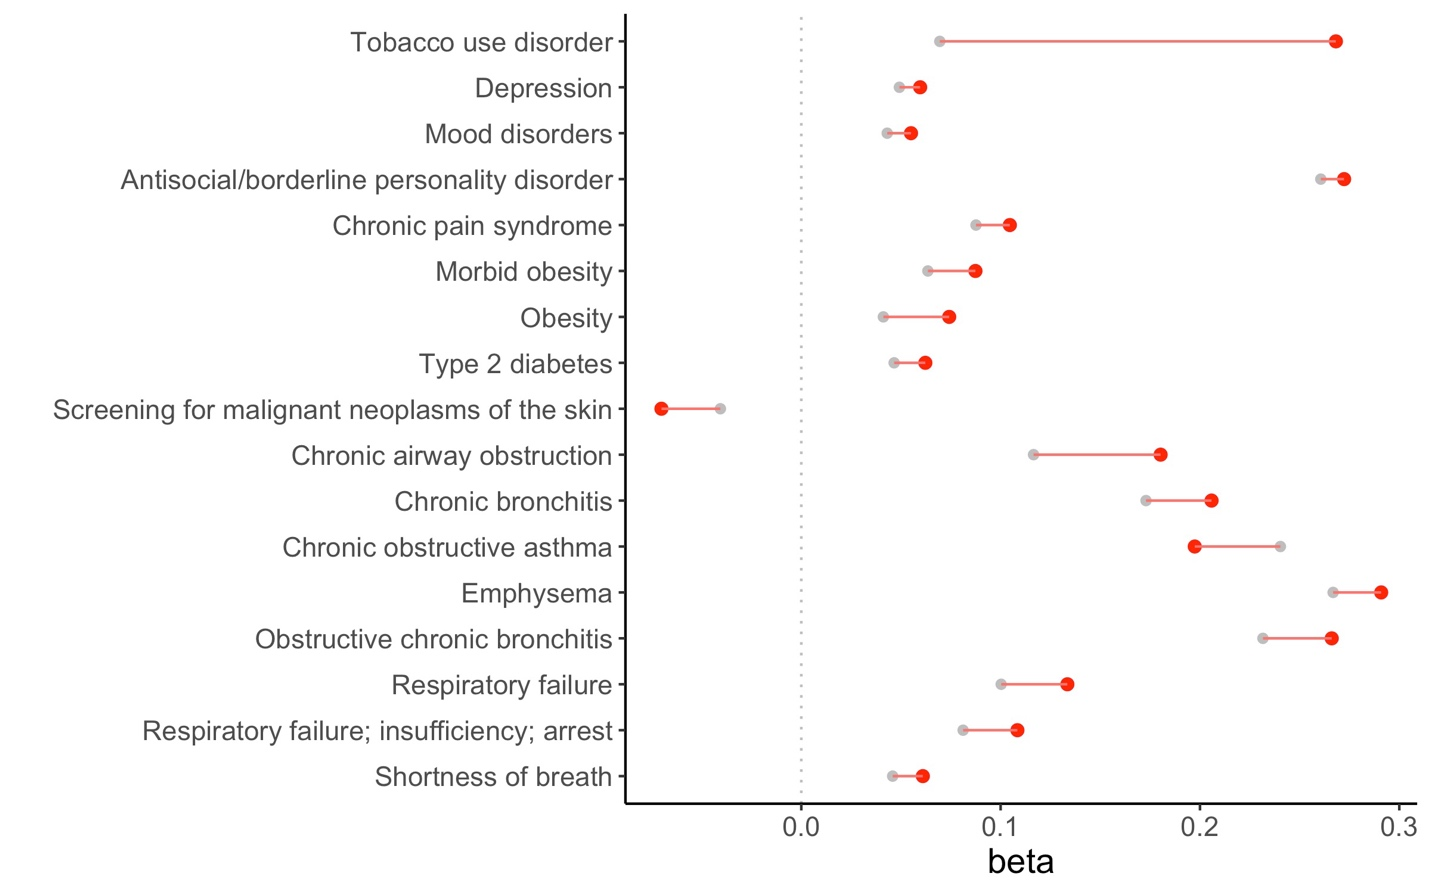 Tobacco use disorder
Depression
Mood disorders
Antisocial/borderline personality disorder
Chronic pain syndrome
Morbid obesity
Obesity
Type 2 diabetes
Screening for malignant neoplasms of the skin
Chronic airway obstruction
Chronic bronchitis
Chronic obstructive asthma
Emphysema
Obstructive chronic bronchitis
Respiratory failure
Respiratory failure; insufficiency; arrest
Shortness of breath
0.0 0.1 0.2 0.3
beta